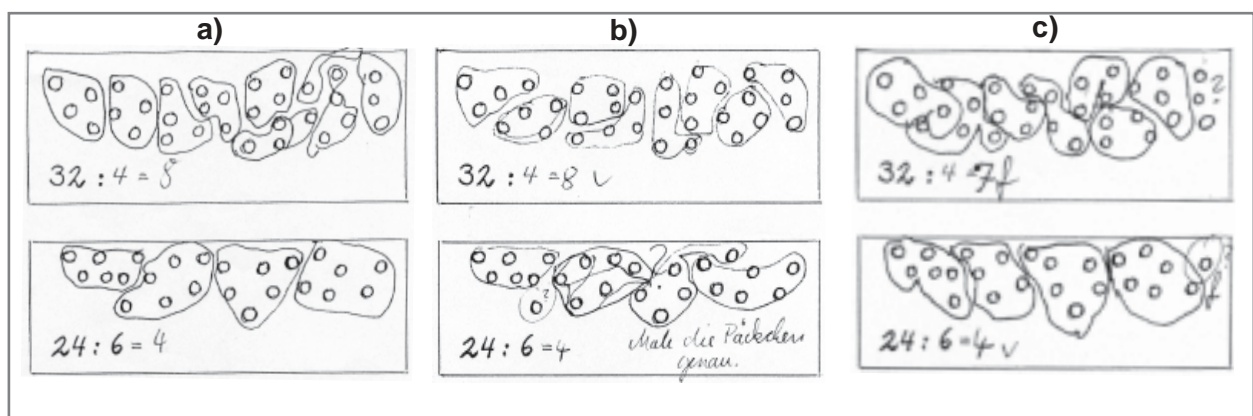 a)
b)
c)
32 : 4 = 8
32 : 4 = 8 v
32 : 4 = 7 f
?
24 : 6 = 4
24 : 6 = 4
?
Male die Päckchen
genau.
24 : 6 = 4 v